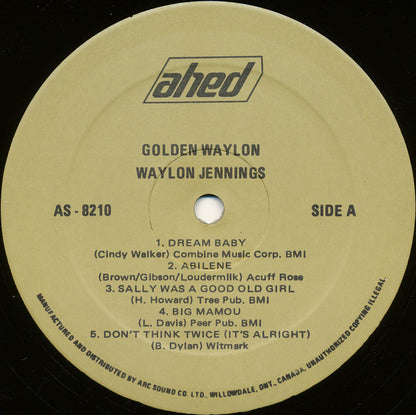 ahed
GOLDEN WAYLON
WAYLON JENNINGS
AS - 8210 SIDE A
1. DREAM BABY
(Cindy Walker) Combine Music Corp. BMI
2. ABILENE
(Brown/Gibson/Loudermilk) Acuff Rose
3. SALLY WAS A GOOD OLD GIRL
(H. Howard) Tree Pub. BMI
4. BIG MAMOU
(L. Davis) Peer Pub. BMI
5. DON'T THINK TWICE (IT'S ALRIGHT)
(B. Dylan) Witmark
MANUFACTURED AND DISTRIBUTED BY ARC SOUND CO. LTD., WILLOWDALE, ONT., CANADA. UNAUTHORIZED COPYING ILLEGAL.